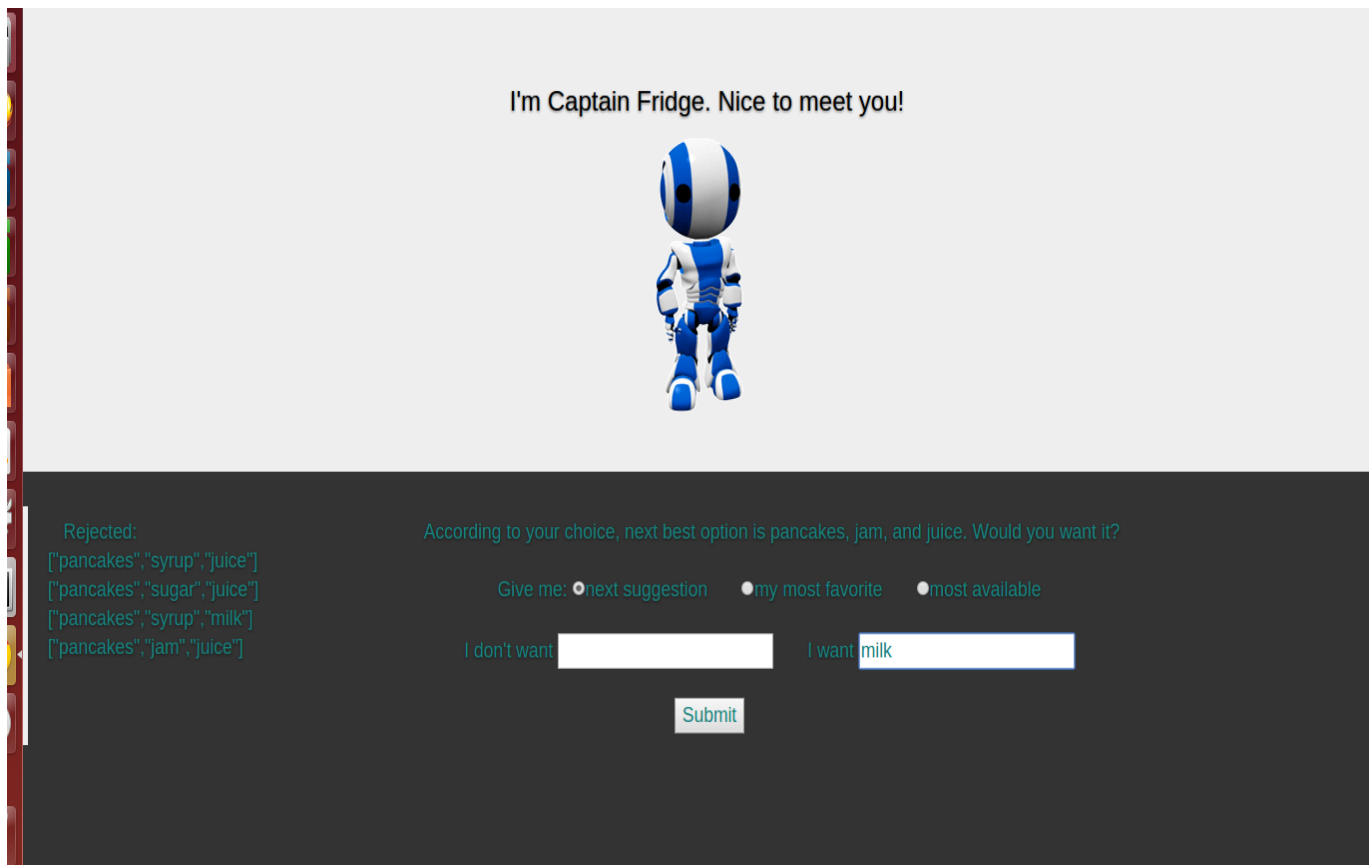 I'm Captain Fridge. Nice to meet you!
Rejected:
["pancakes","syrup","juice"]
["pancakes","sugar","juice"]
["pancakes","syrup","milk"]
["pancakes","jam","juice"]
According to your choice, next best option is pancakes, jam, and juice. Would you want it?
Give me: next suggestion my most favorite most available
I don't want I want milk
Submit